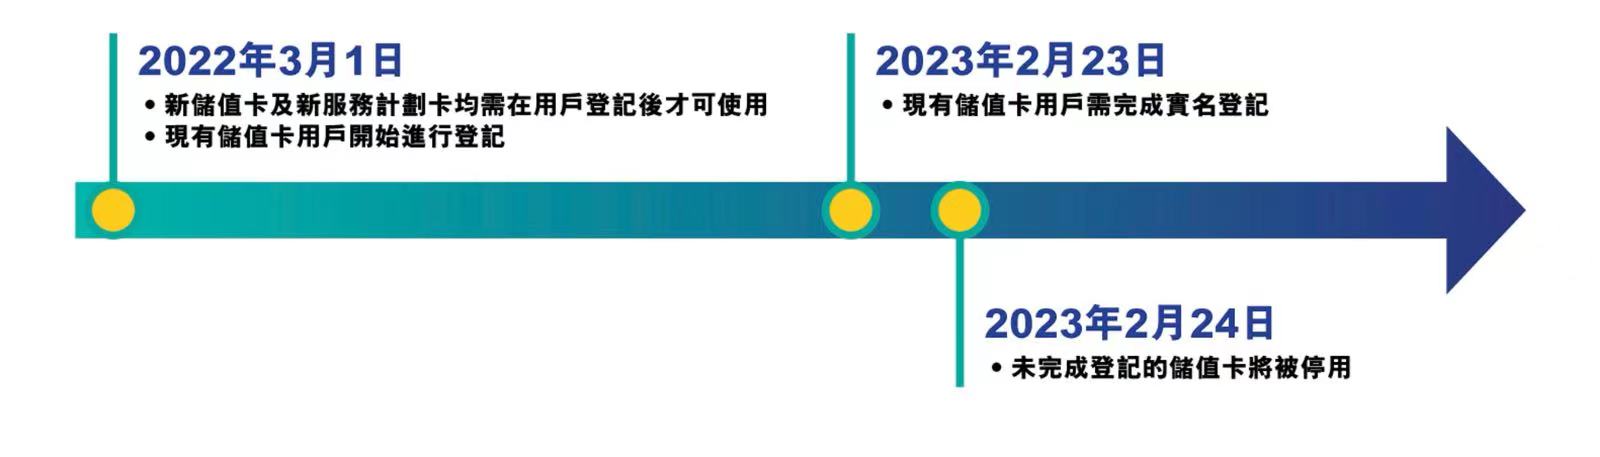 2022年3月1日
• 新儲值卡及新服務計劃卡均需在用戶登記後才可使用
• 現有儲值卡用戶開始進行登記
2023年2月23日
• 現有儲值卡用戶需完成實名登記
2023年2月24日
• 未完成登記的儲值卡將被停用